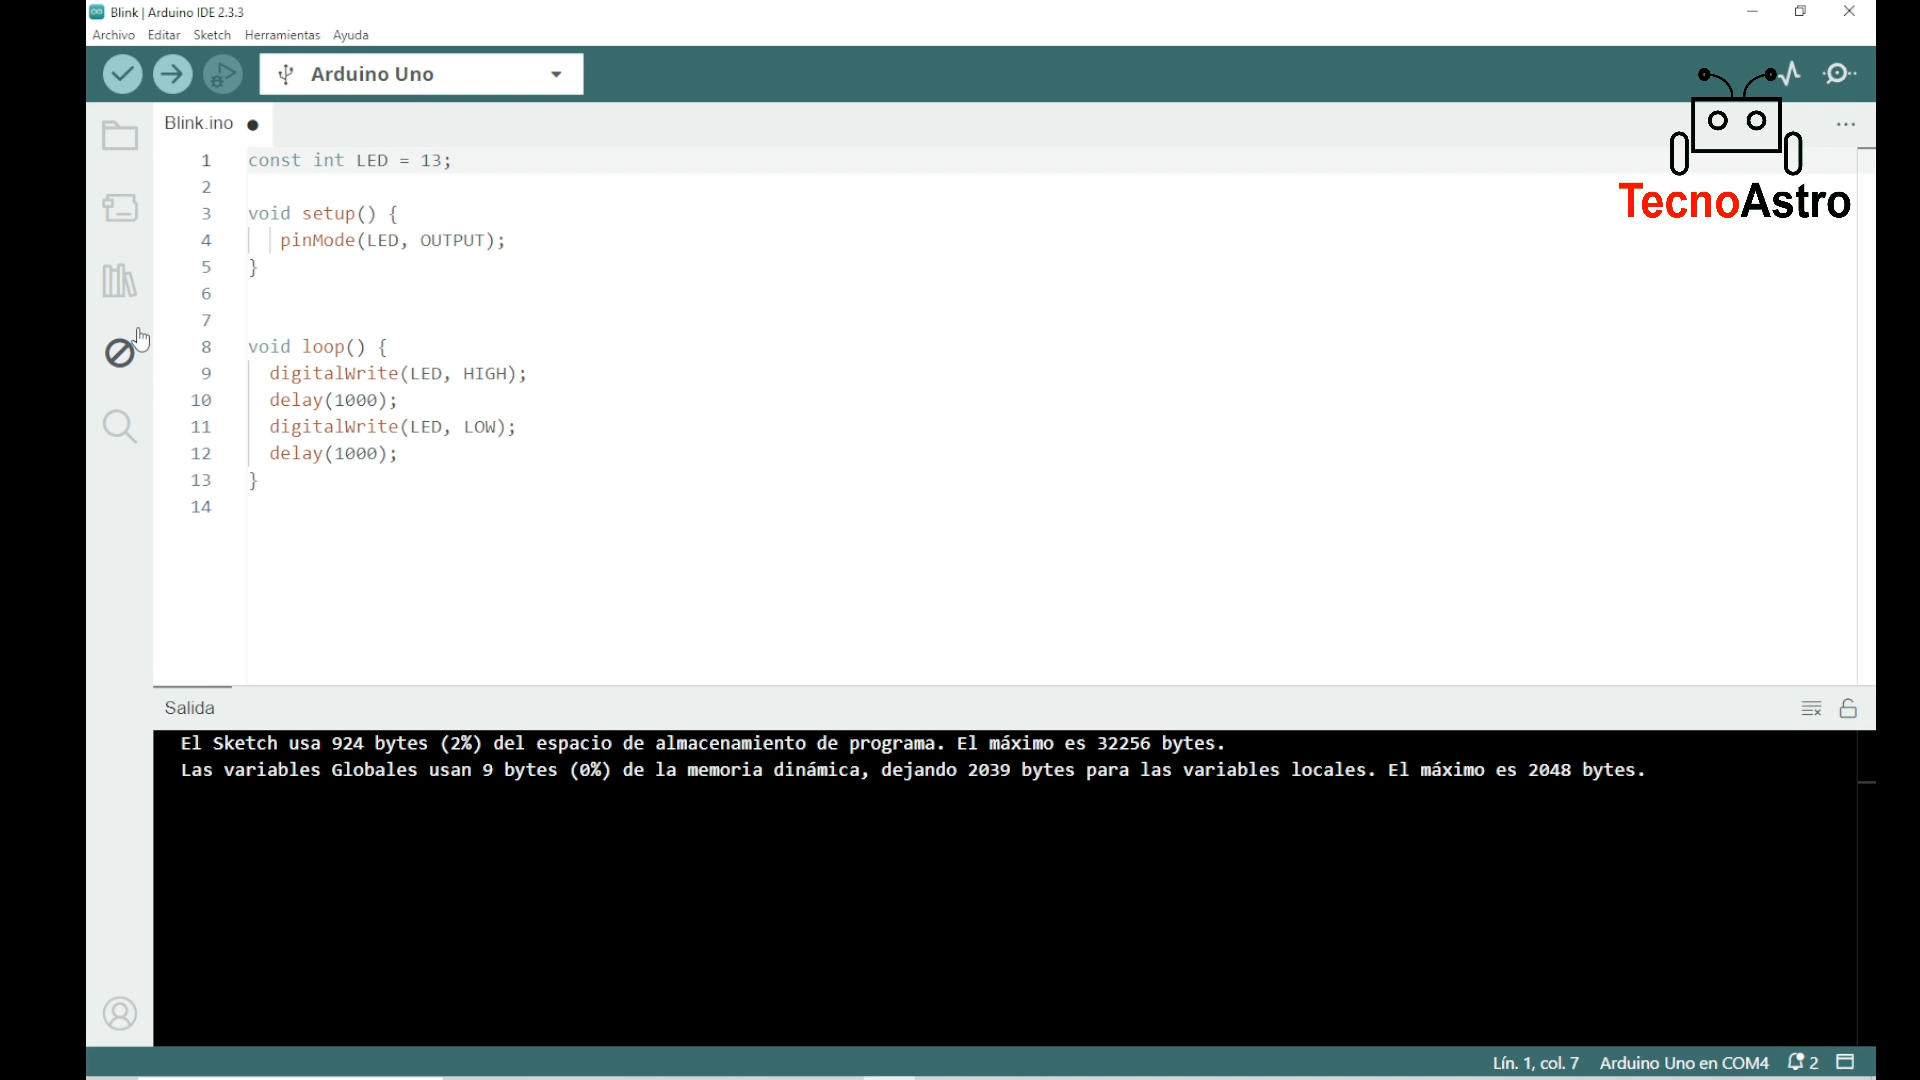 Blink | Arduino IDE 2.3.3
Archivo Editar Sketch Herramientas Ayuda
Arduino Uno
Blink.ino
TecnoAstro
1 const int LED = 13;
2
3 void setup() {
4 pinMode(LED, OUTPUT);
5 }
6
7
8 void loop() {
9 digitalWrite(LED, HIGH);
10 delay(1000);
11 digitalWrite(LED, LOW);
12 delay(1000);
13 }
14
Salida
El Sketch usa 924 bytes (2%) del espacio de almacenamiento de programa. El máximo es 32256 bytes.
Las variables Globales usan 9 bytes (0%) de la memoria dinámica, dejando 2039 bytes para las variables locales. El máximo es 2048 bytes.
Lín. 1, col. 7 Arduino Uno en COM4 2